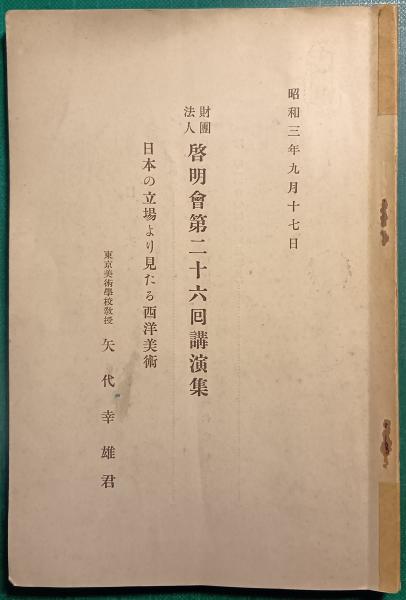 昭和三年九月十七日
財團法人 啓明會第二十六回講演集
日本の立場より見たる西洋美術
東京美術學校敎授 矢代幸雄君